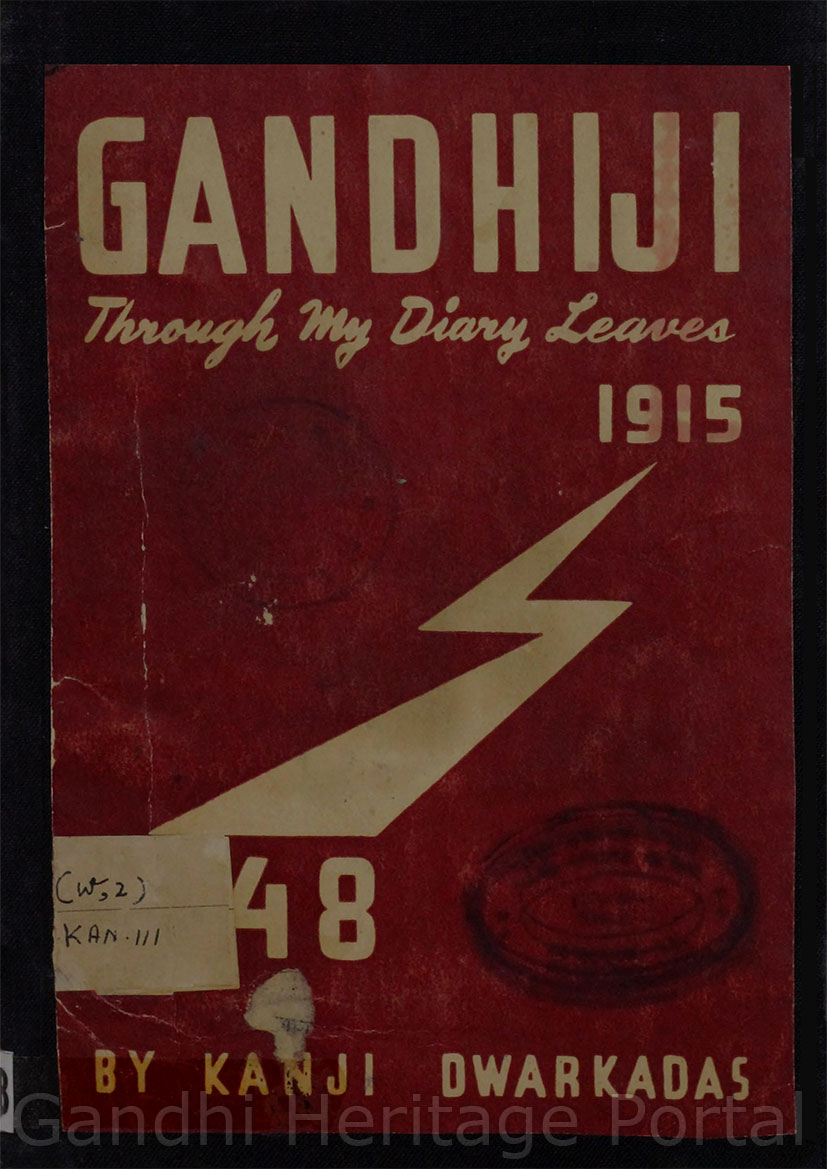 GANDHIJI
Through My Diary Leaves
1915
48
(W,2)
KAN.111
BY KANJI DWARKADAS
Gandhi Heritage Portal